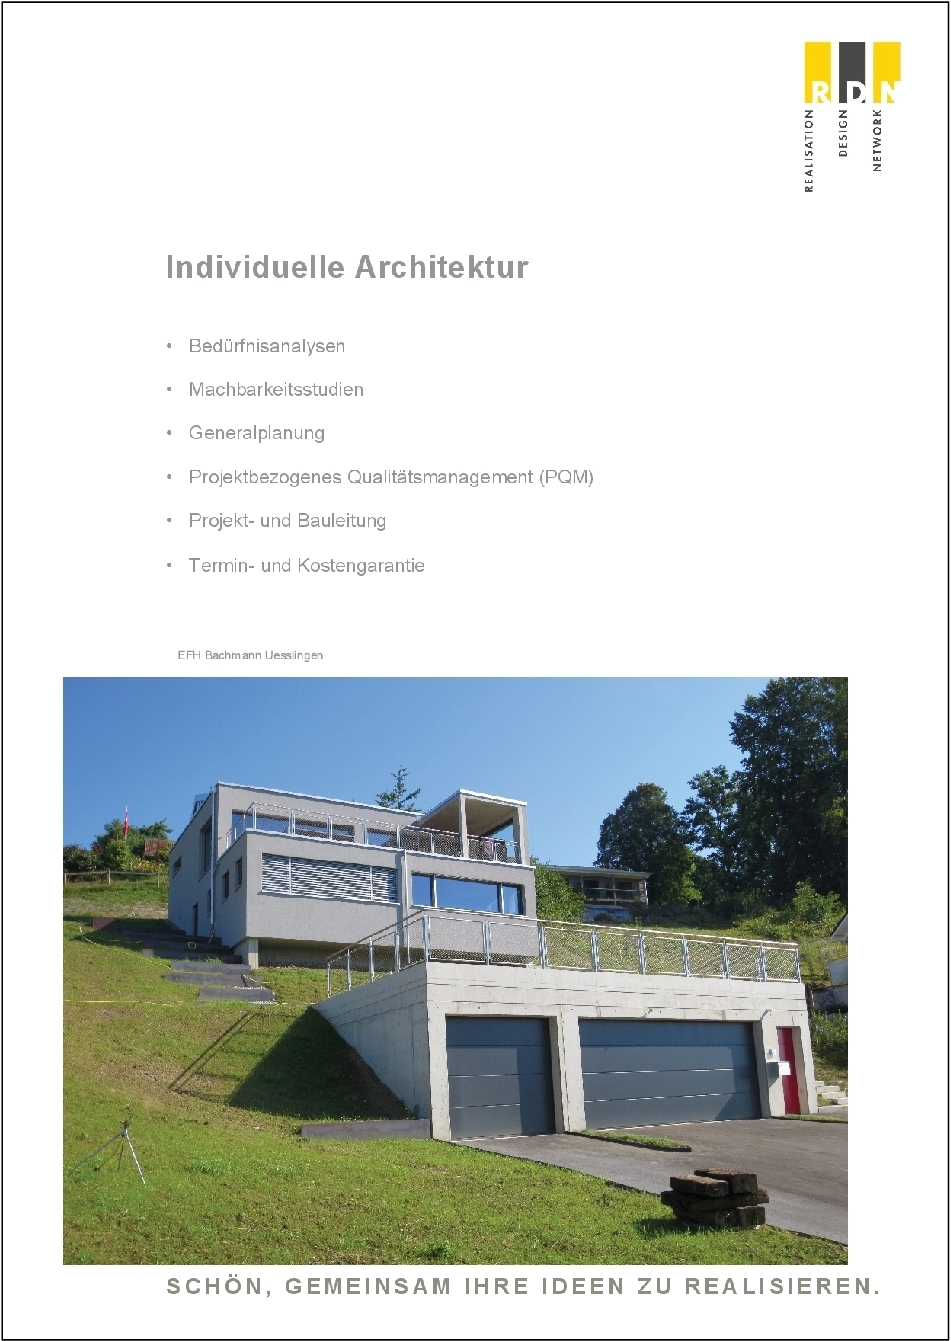 RDN
REALISATION
DESIGN
NETWORK
Individuelle Architektur
• Bedürfnisanalysen
• Machbarkeitsstudien
• Generalplanung
• Projektbezogenes Qualitätsmanagement (PQM)
• Projekt- und Bauleitung
• Termin- und Kostengarantie
EFH Bachmann Uesslingen
SCHÖN, GEMEINSAM IHRE IDEEN ZU REALISIEREN.